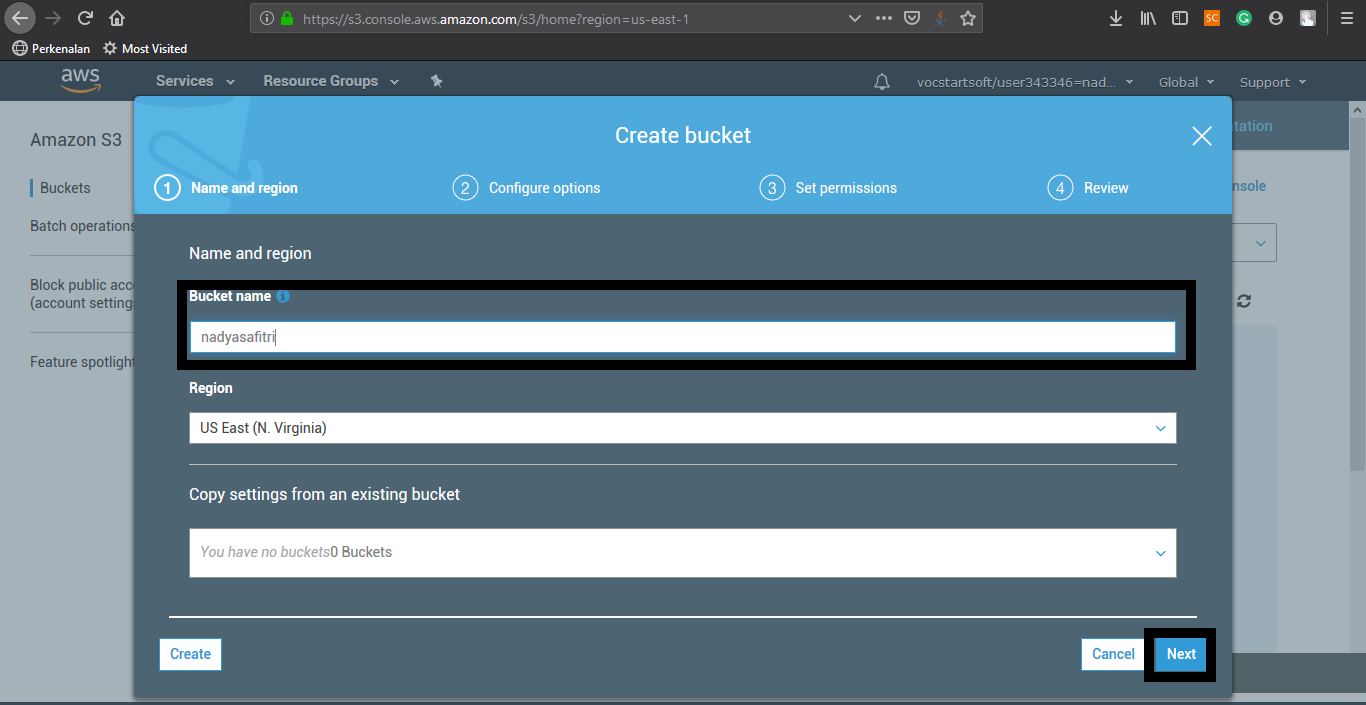 https://s3.console.aws.amazon.com/s3/home?region=us-east-1
SC
G
Perkenalan Most Visited
aws Services Resource Groups vocstartsoft/user343346=nad... Global Support
Amazon S3
Buckets
Batch operations
Block public acc
(account setting
Feature spotlight
tation
nsole
Create bucket
1 Name and region 2 Configure options 3 Set permissions 4 Review
Name and region
Bucket name i
nadyasafitri
Region
US East (N. Virginia)
Copy settings from an existing bucket
You have no buckets0 Buckets
Create Cancel Next